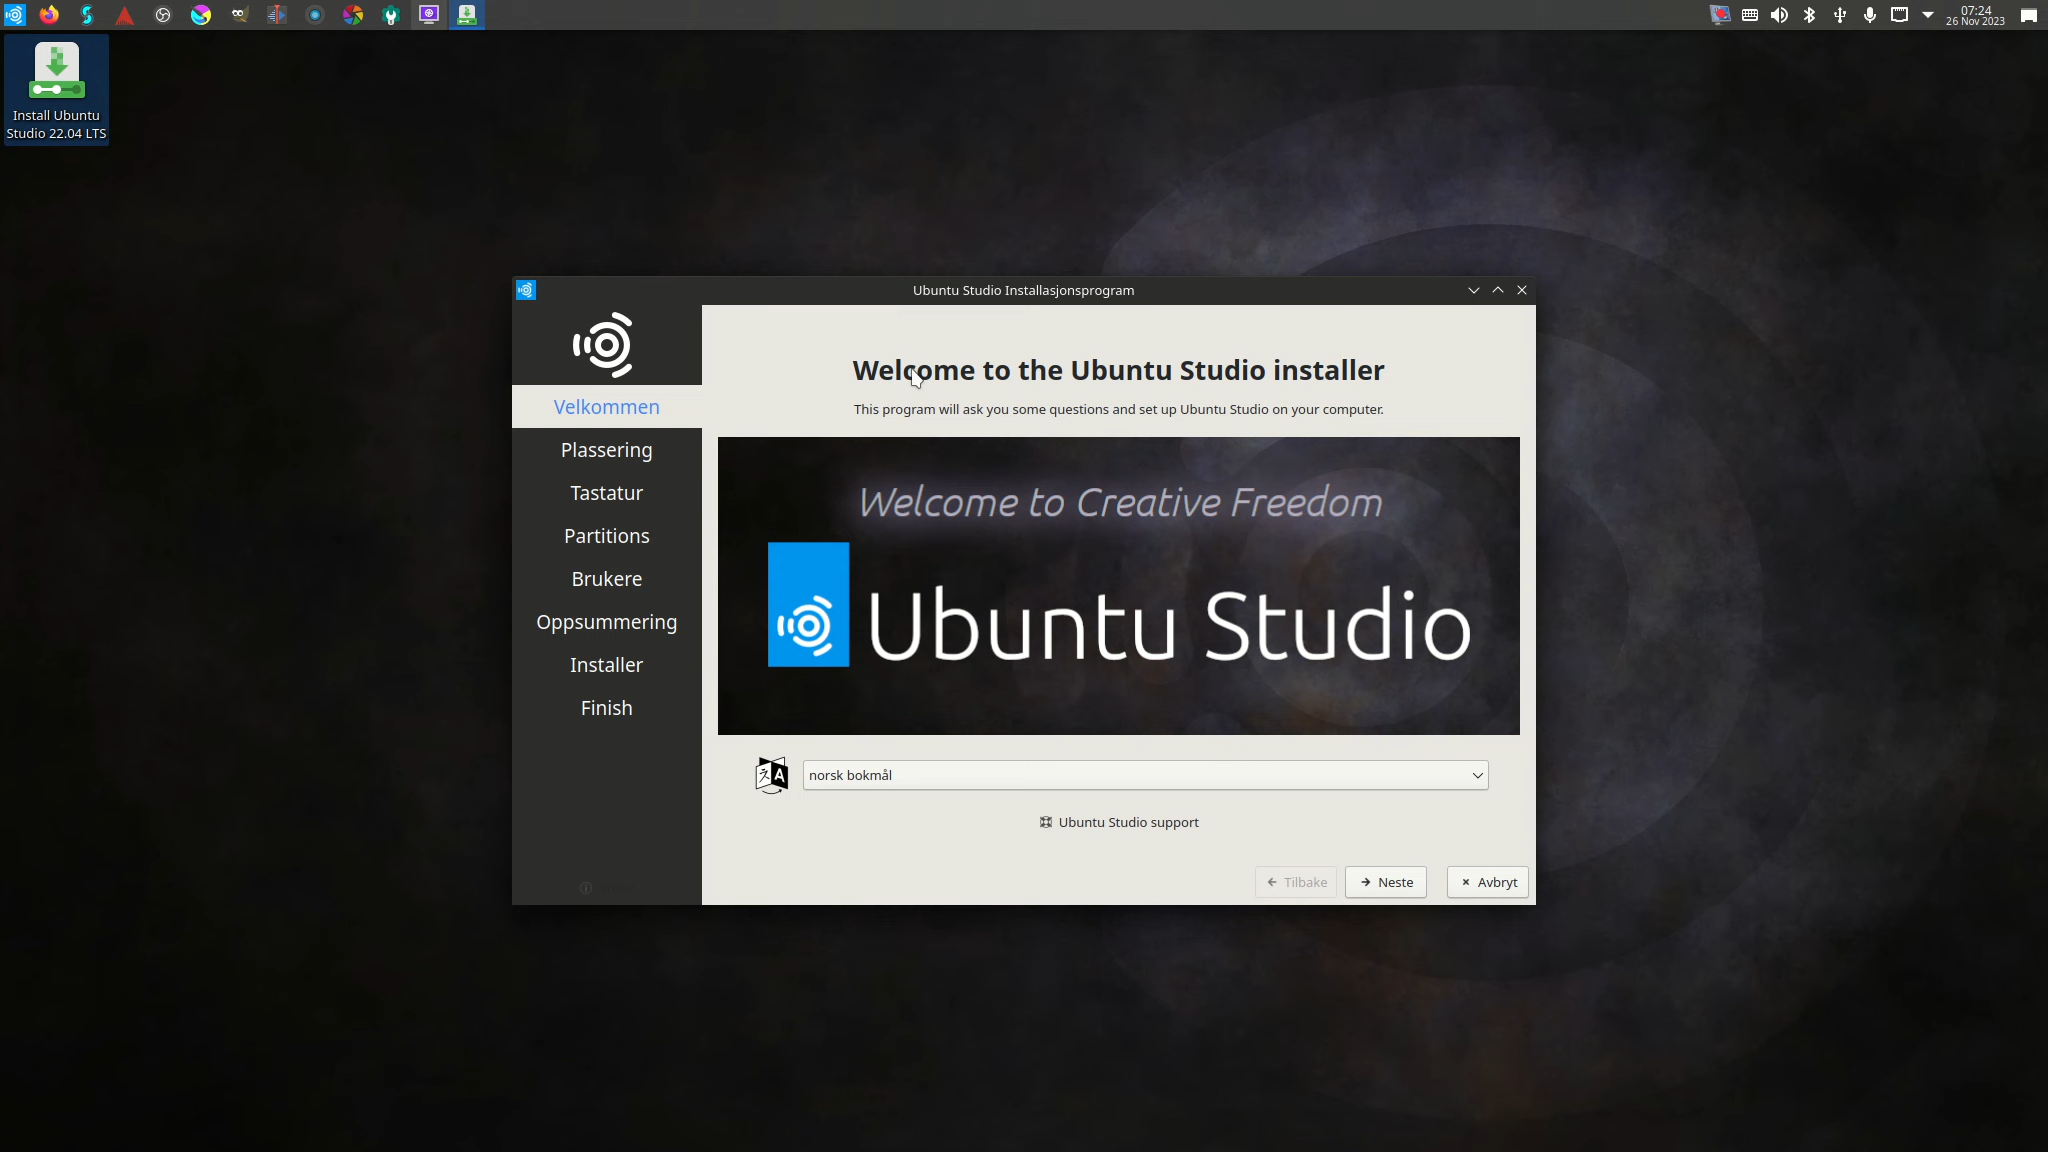 07:24
26 Nov 2023
Install Ubuntu
Studio 22.04 LTS
Ubuntu Studio Installasjonsprogram
Velkommen
Plassering
Tastatur
Partitions
Brukere
Oppsummering
Installer
Finish
Welcome to the Ubuntu Studio installer
This program will ask you some questions and set up Ubuntu Studio on your computer.
Welcome to Creative Freedom
Ubuntu Studio
norsk bokmål
Ubuntu Studio support
Tilbake
Neste
Avbryt